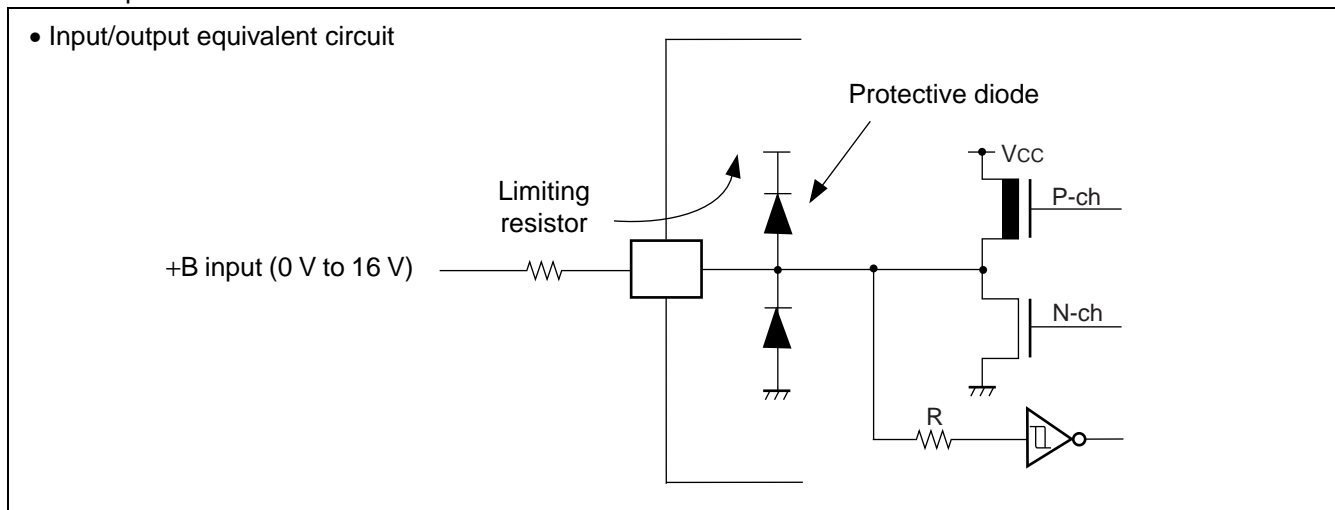 • Input/output equivalent circuit
Protective diode
Limiting
resistor
VCC
P-ch
+B input (0 V to 16 V)
N-ch
R